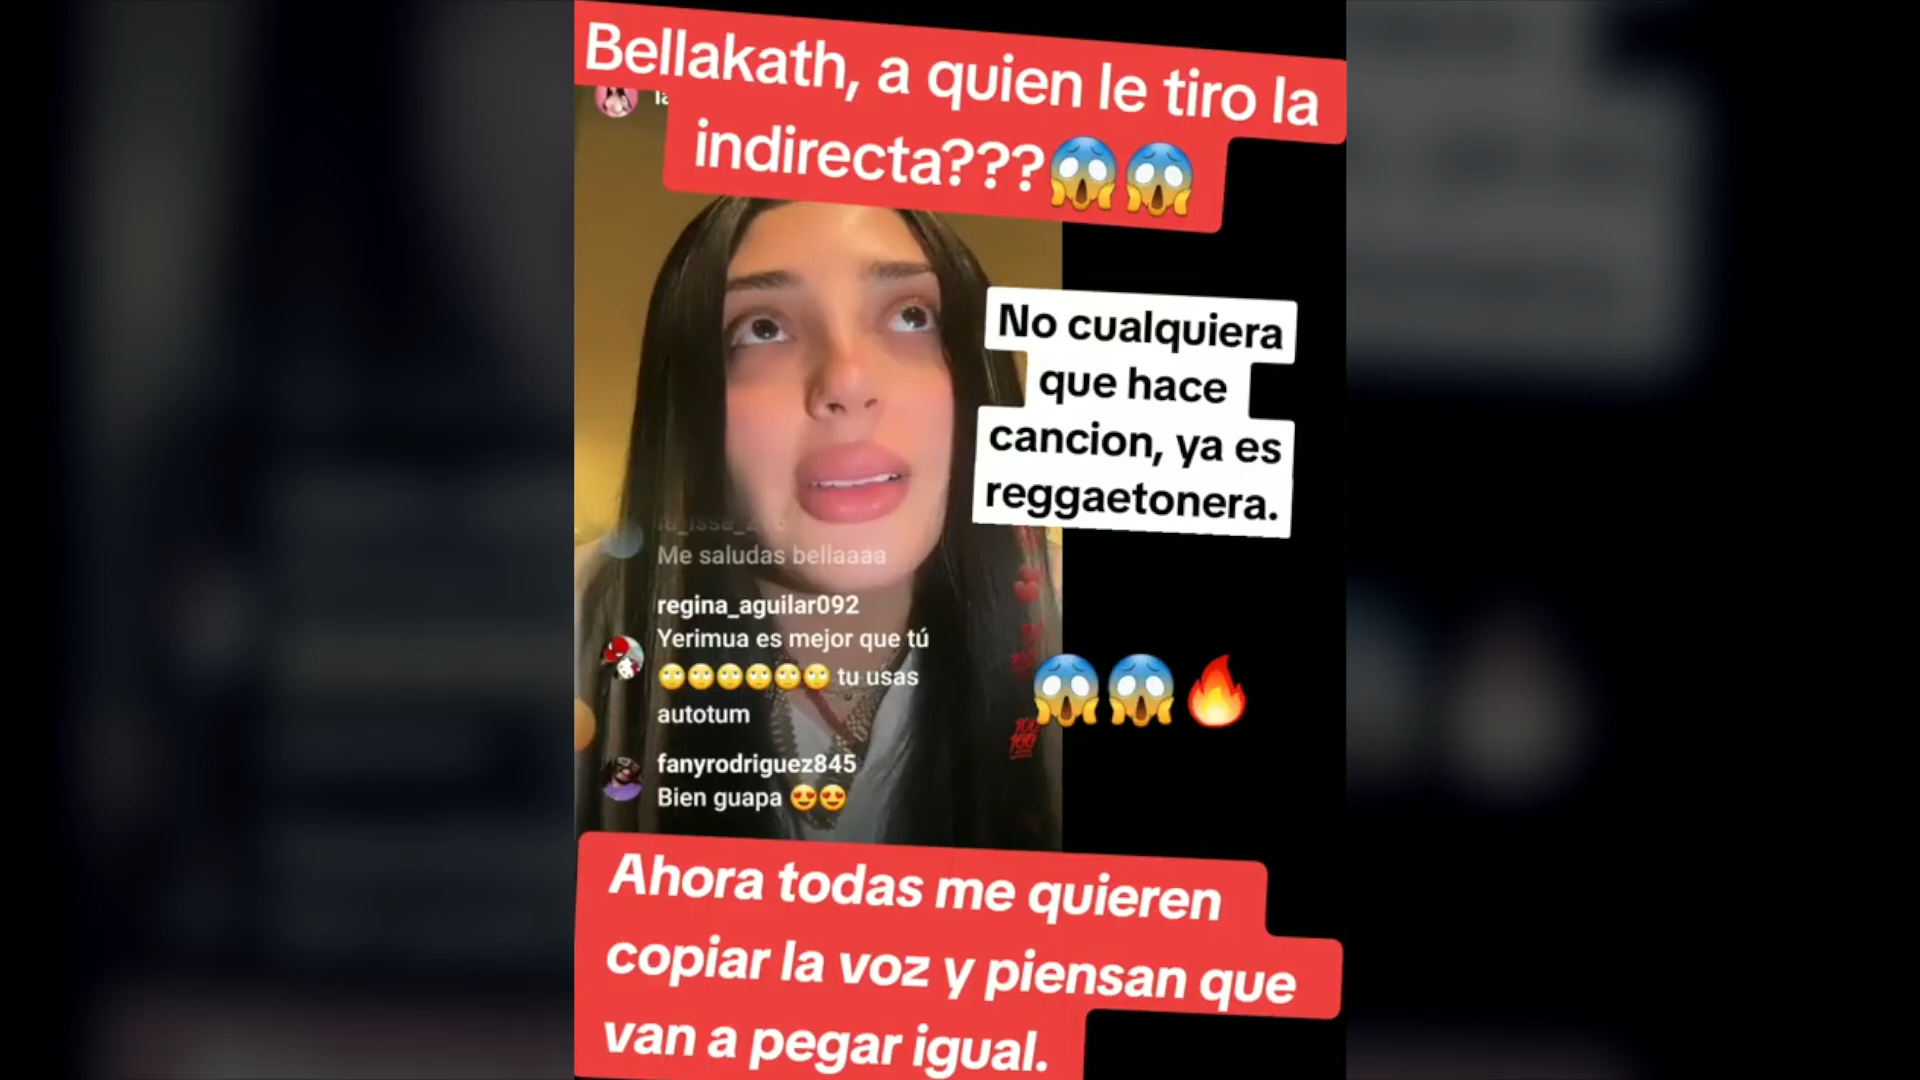 Bellakath, a quien le tiro la
indirecta???😱😱
No cualquiera
que hace
cancion, ya es
reggaetonera.
Me saludas bellaaaa
regina_aguilar092
Yerimua es mejor que tú
🙄🙄🙄🙄🙄🙄 tu usas
autotum
😱😱🔥
fanyrodriguez845
Bien guapa 😍😍
Ahora todas me quieren
copiar la voz y piensan que
van a pegar igual.